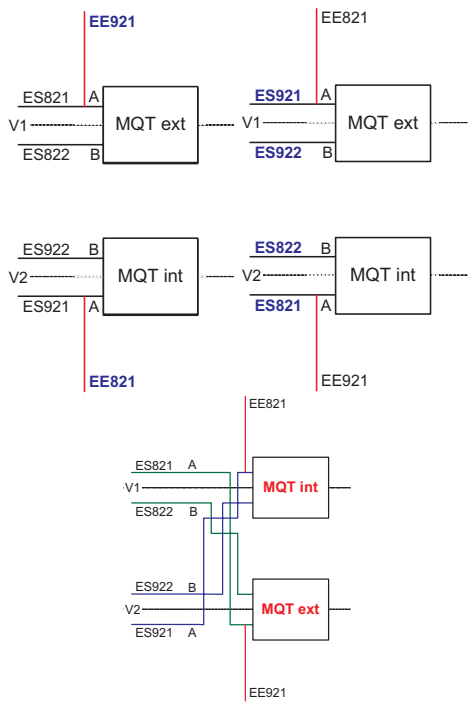 EE921
ES821 A
V1 MQT ext
ES822 B
EE821
ES921 A
V1 MQT ext
ES922 B
ES922 B
V2 MQT int
ES921 A
EE821
ES822 B
V2 MQT int
ES821 A
EE921
EE821
ES821 A
V1 MQT int
ES822 B
ES922 B
V2 MQT ext
ES921 A
EE921